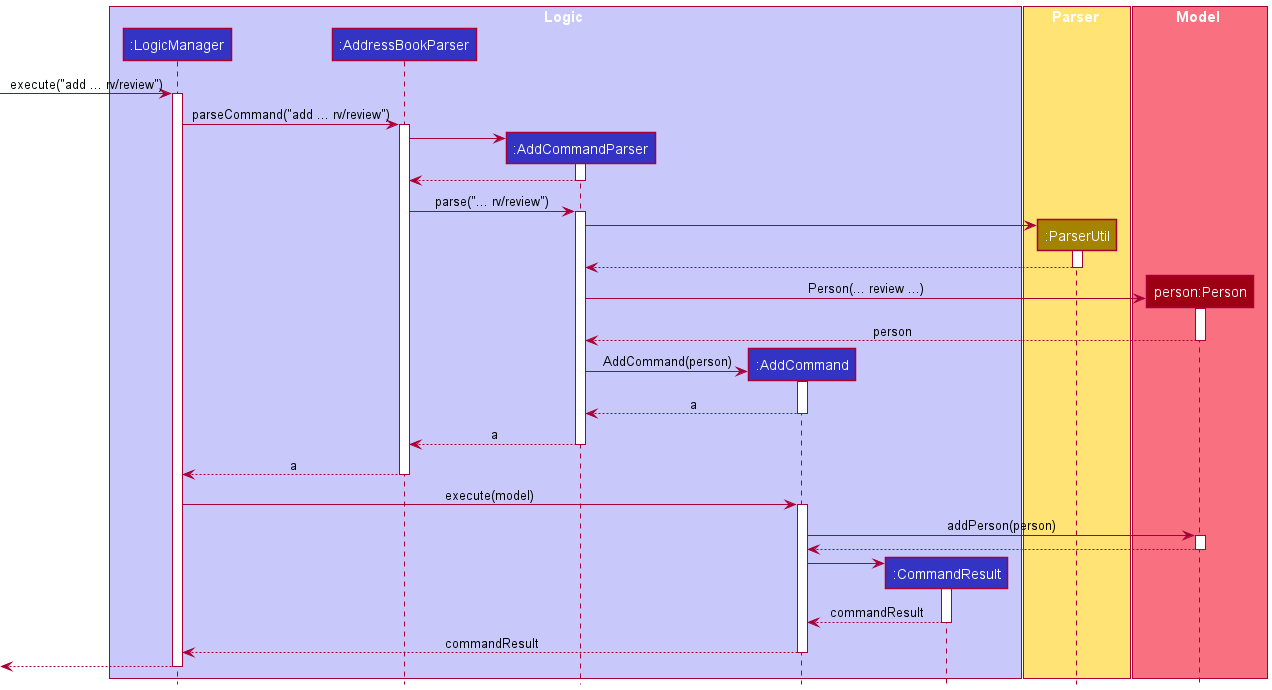 Logic
Parser
Model
:LogicManager
:AddressBookParser
execute("add ... rv/review")
parseCommand("add ... rv/review")
:AddCommandParser
parse("... rv/review")
:ParserUtil
Person(... review ...)
person:Person
person
AddCommand(person)
:AddCommand
a
a
a
execute(model)
addPerson(person)
:CommandResult
commandResult
commandResult